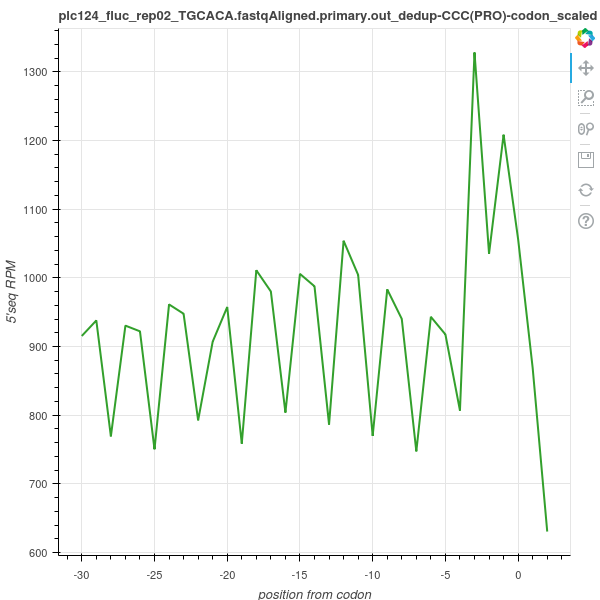 plc124_fluc_rep02_TGCACA.fastqAligned.primary.out_dedup-CCC(PRO)-codon_scaled
1300
1200
1100
1000
900
800
700
600
5'seq RPM
-30 -25 -20 -15 -10 -5 0
position from codon